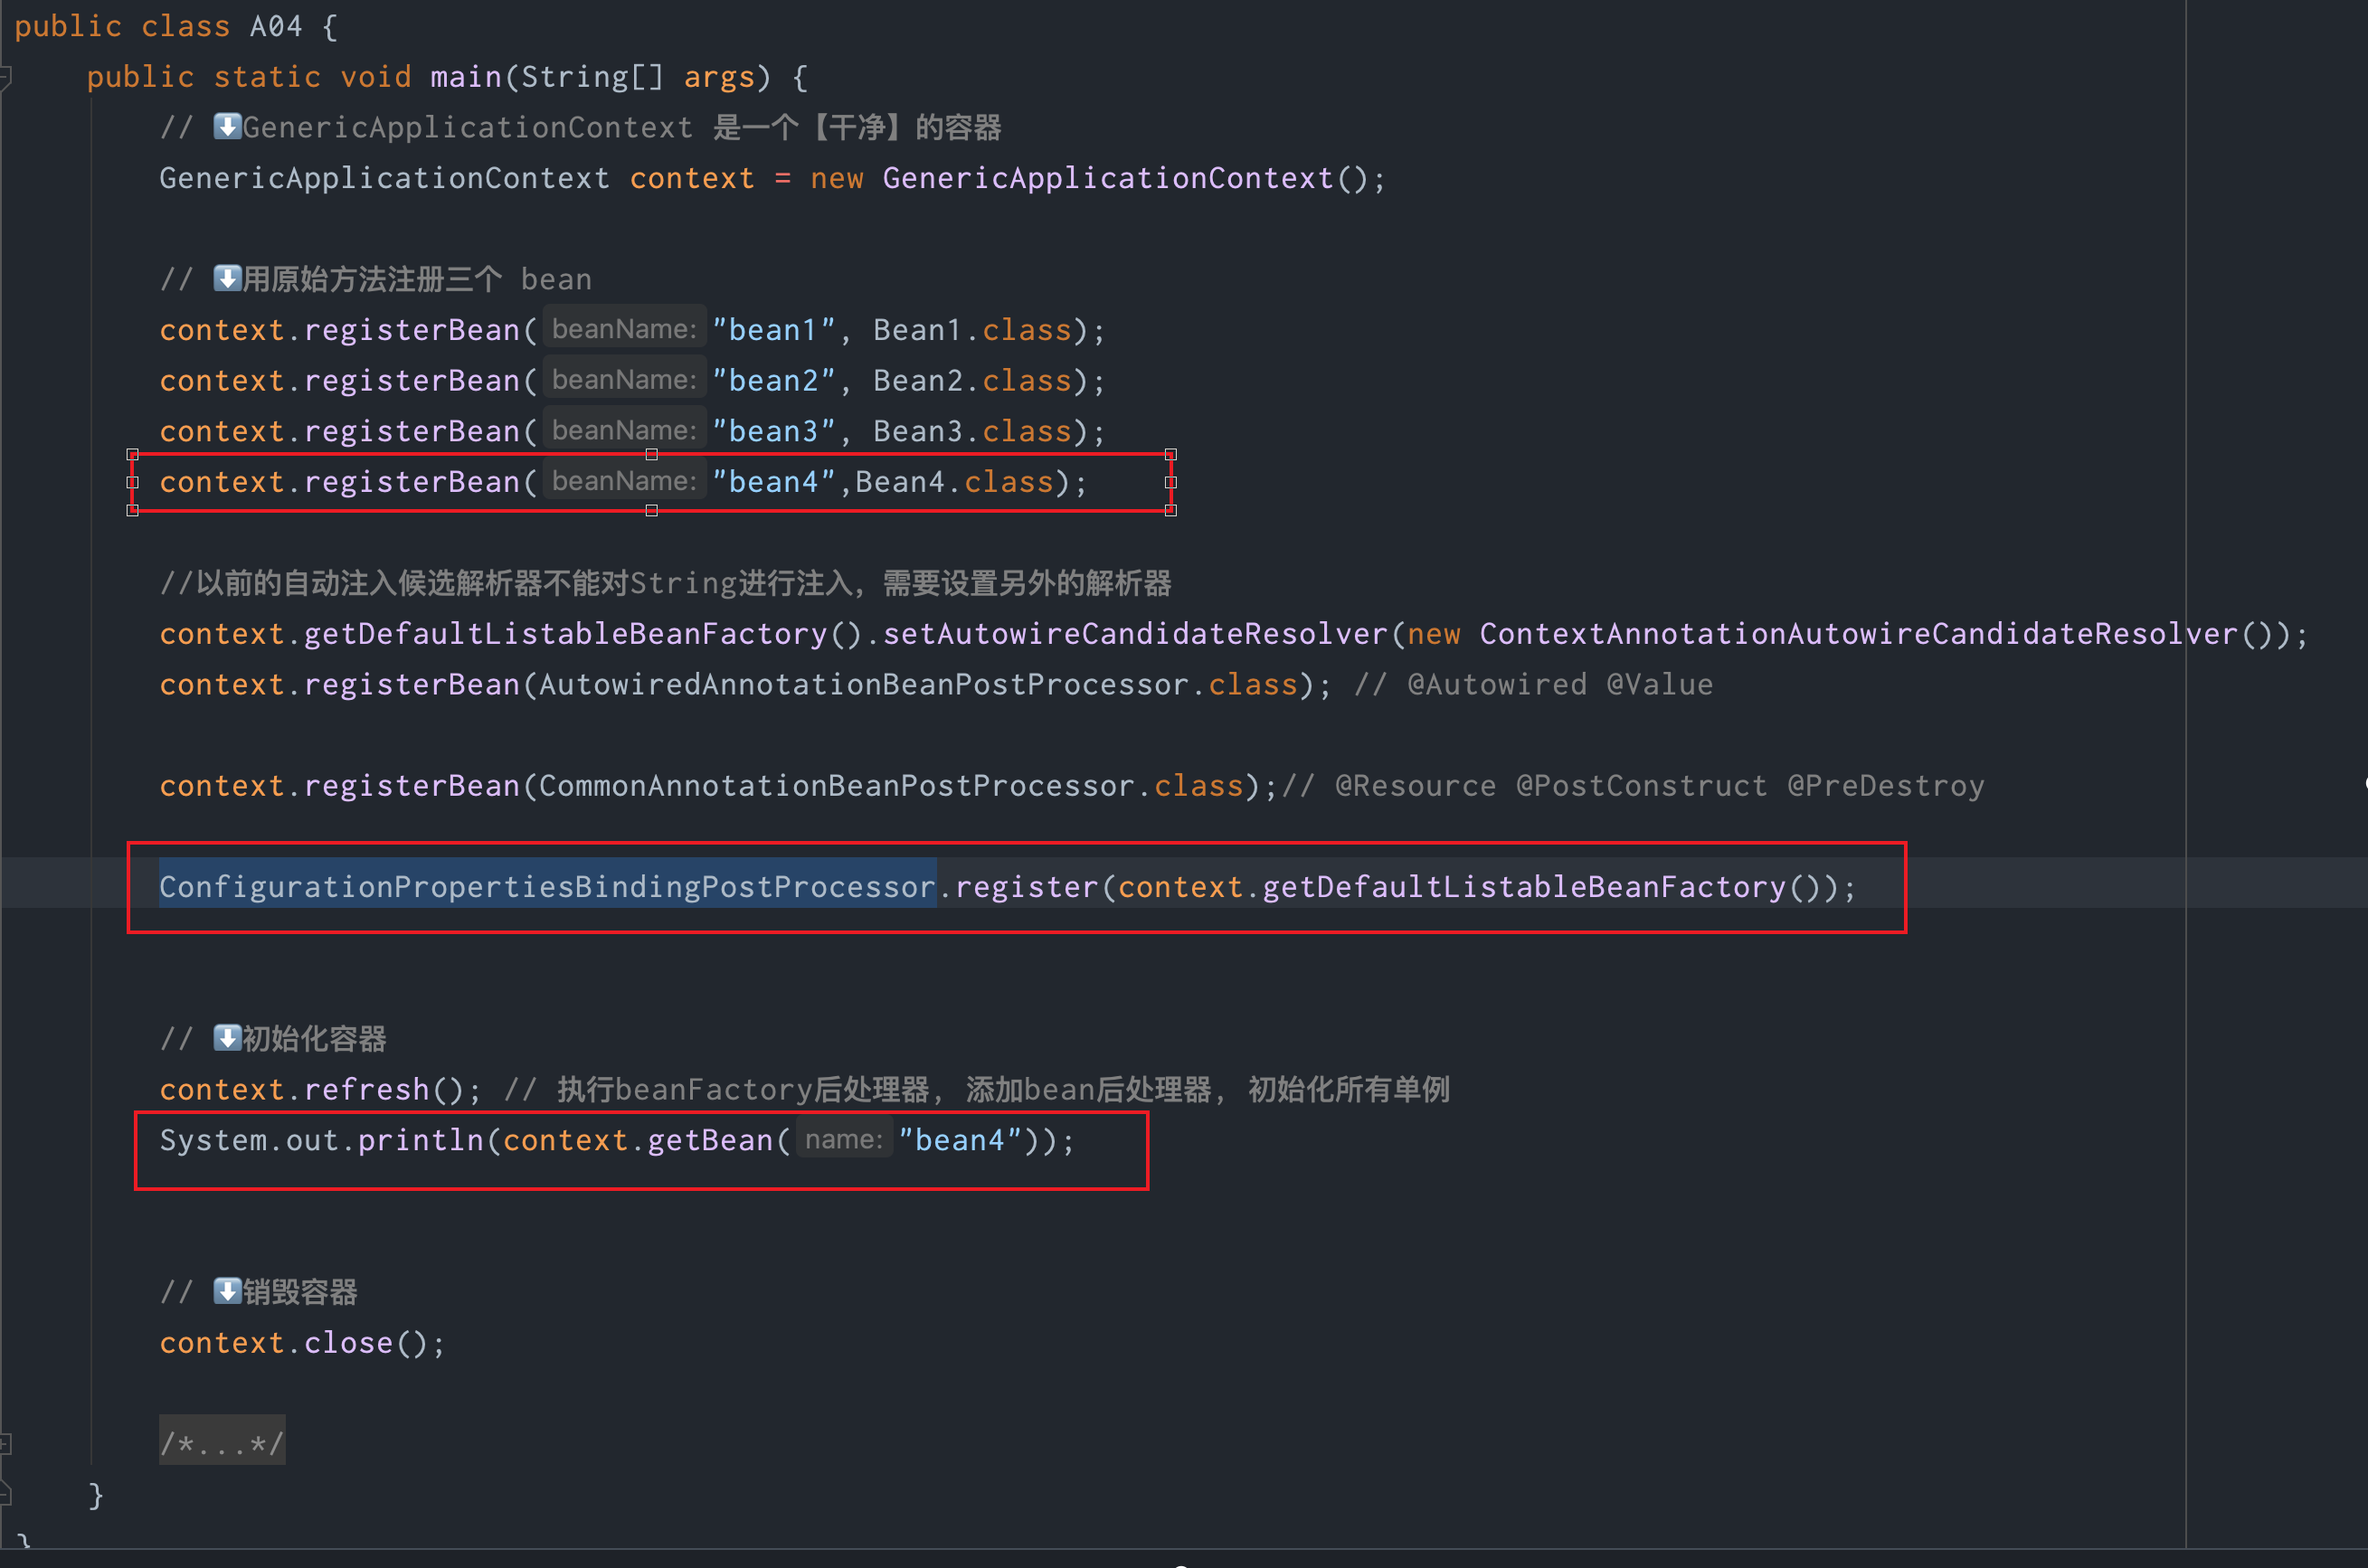 public class A04 {
public static void main(String[] args) {
// ⬇️GenericApplicationContext 是一个【干净】的容器
GenericApplicationContext context = new GenericApplicationContext();
// ⬇️用原始方法注册三个 bean
context.registerBean( beanName: "bean1", Bean1.class);
context.registerBean( beanName: "bean2", Bean2.class);
context.registerBean( beanName: "bean3", Bean3.class);
context.registerBean( beanName: "bean4",Bean4.class);
//以前的自动注入候选解析器不能对String进行注入，需要设置另外的解析器
context.getDefaultListableBeanFactory().setAutowireCandidateResolver(new ContextAnnotationAutowireCandidateResolver());
context.registerBean(AutowiredAnnotationBeanPostProcessor.class); // @Autowired @Value
context.registerBean(CommonAnnotationBeanPostProcessor.class);// @Resource @PostConstruct @PreDestroy
ConfigurationPropertiesBindingPostProcessor.register(context.getDefaultListableBeanFactory());
// ⬇️初始化容器
context.refresh(); // 执行beanFactory后处理器, 添加bean后处理器, 初始化所有单例
System.out.println(context.getBean( name: "bean4"));
// ⬇️销毁容器
context.close();
/*...*/
}
}